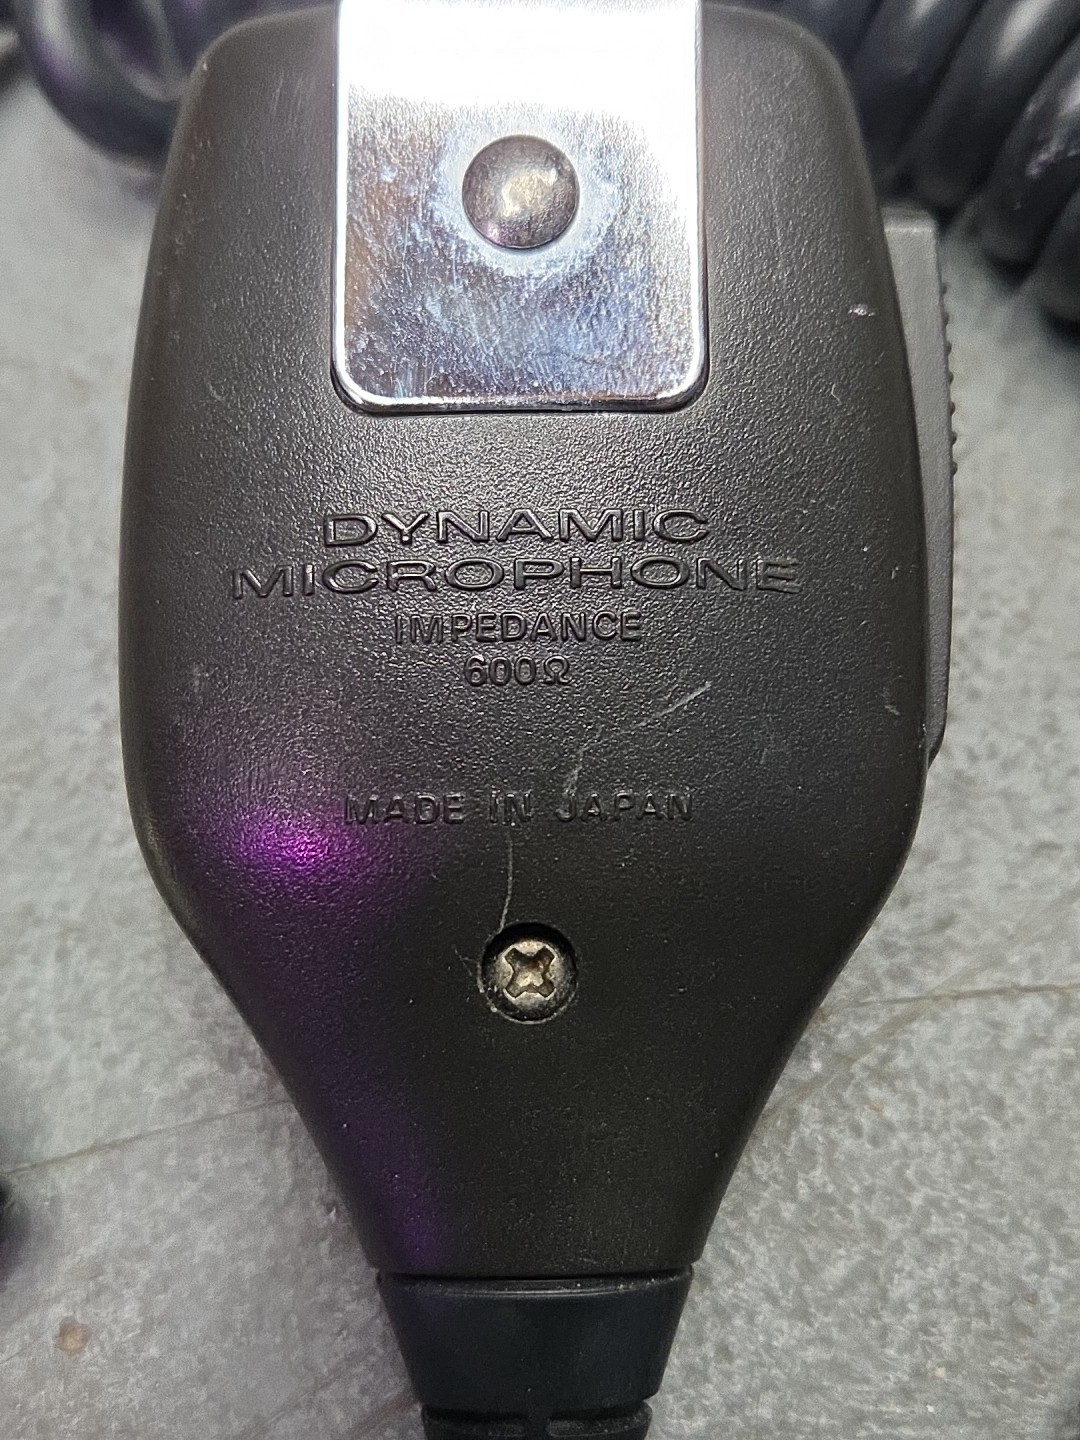 DYNAMIC
MICROPHONE
IMPEDANCE
600Ω
MADE IN JAPAN